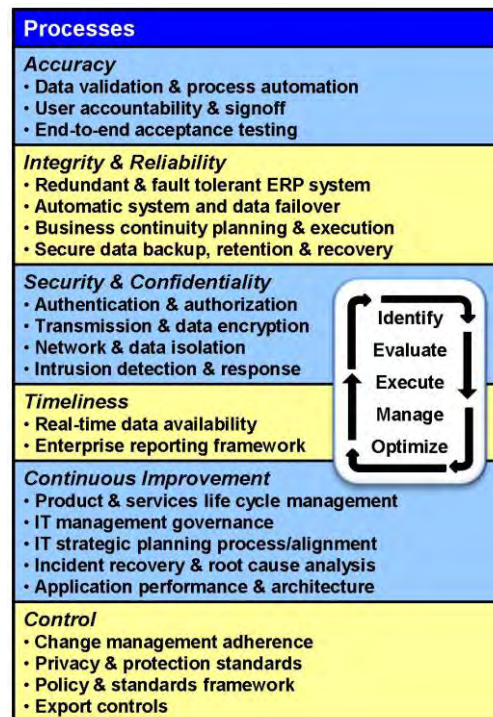 Processes
Accuracy
• Data validation & process automation
• User accountability & signoff
• End-to-end acceptance testing
Integrity & Reliability
• Redundant & fault tolerant ERP system
• Automatic system and data failover
• Business continuity planning & execution
• Secure data backup, retention & recovery
Security & Confidentiality
• Authentication & authorization
• Transmission & data encryption
• Network & data isolation
• Intrusion detection & response
Timeliness
• Real-time data availability
• Enterprise reporting framework
Identify
Evaluate
Execute
Manage
Optimize
Continuous Improvement
• Product & services life cycle management
• IT management governance
• IT strategic planning process/alignment
• Incident recovery & root cause analysis
• Application performance & architecture
Control
• Change management adherence
• Privacy & protection standards
• Policy & standards framework
• Export controls